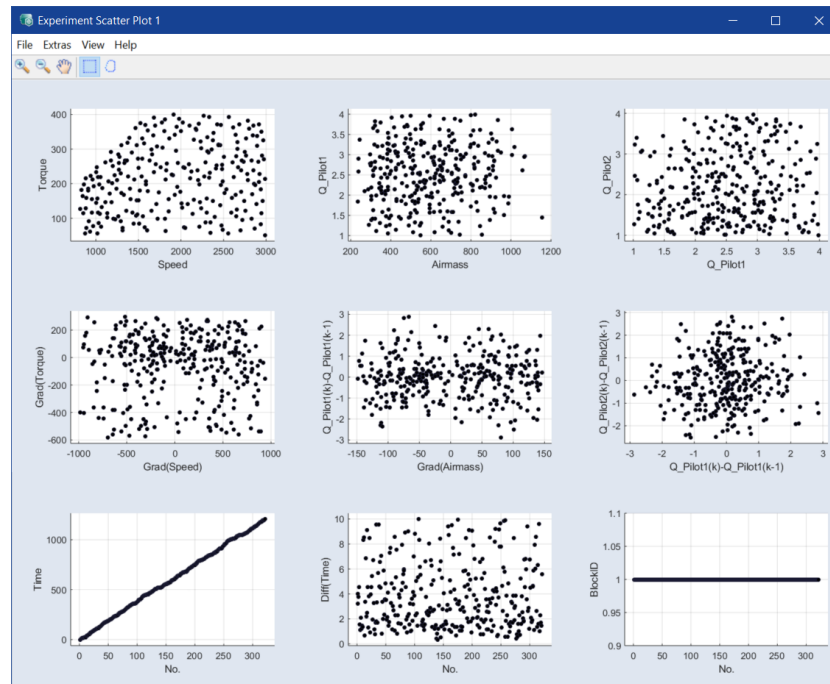 Experiment Scatter Plot 1
File Extras View Help
400
300
200
100
Torque
1000 1500 2000 2500 3000
Speed
4
3.5
3
2.5
2
1.5
1
Q_Pilot1
200 400 600 800 1000 1200
Airmass
4
3
2
1
Q_Pilot2
1 1.5 2 2.5 3 3.5 4
Q_Pilot1
200
0
-200
-400
-600
Grad(Torque)
-1000 -500 0 500 1000
Grad(Speed)
3
2
1
0
-1
-2
-3
Q_Pilot1(k)-Q_Pilot1(k-1)
-150 -100 -50 0 50 100 150
Grad(Airmass)
3
2
1
0
-1
-2
Q_Pilot2(k)-Q_Pilot2(k-1)
-3 -2 -1 0 1 2 3
Q_Pilot1(k)-Q_Pilot1(k-1)
1000
500
0
Time
0 50 100 150 200 250 300
No.
10
8
6
4
2
0
Diff(Time)
0 50 100 150 200 250 300
No.
1.1
1.05
1
0.95
0.9
BlockID
0 50 100 150 200 250 300
No.